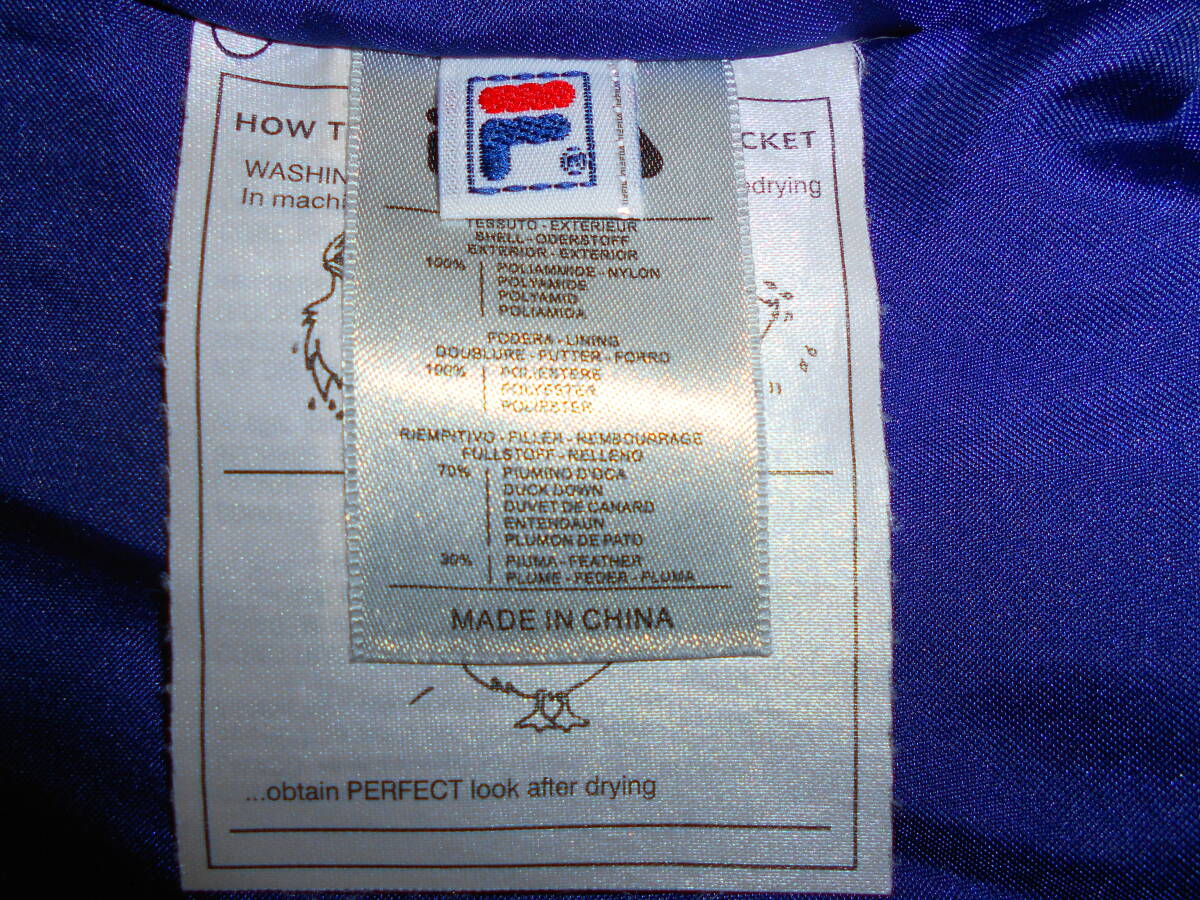 HOW T
CKET
WASHIN
edrying
In machi
TESSUTO - EXTERIEUR
SHELL - ODERSTOFF
EXTERIOR - EXTERIOR
100% POLIAMMIDE - NYLON
POLYAMIDE
POLYAMID
POLIAMIDA
FODERA - LINING
DOUBLURE - FUTTER - FORRO
100% POLIESTERE
POLYESTER
POLIESTER
RIEMPITIVO - FILLER - REMBOURRAGE
FULLSTOFF - RELLENO
70% PIUMINO D'OCA
DUCK DOWN
DUVET DE CANARD
ENTENDAUN
PLUMON DE PATO
30% PIUMA - FEATHER
PLUME - FEDER - PLUMA
MADE IN CHINA
...obtain PERFECT look after drying